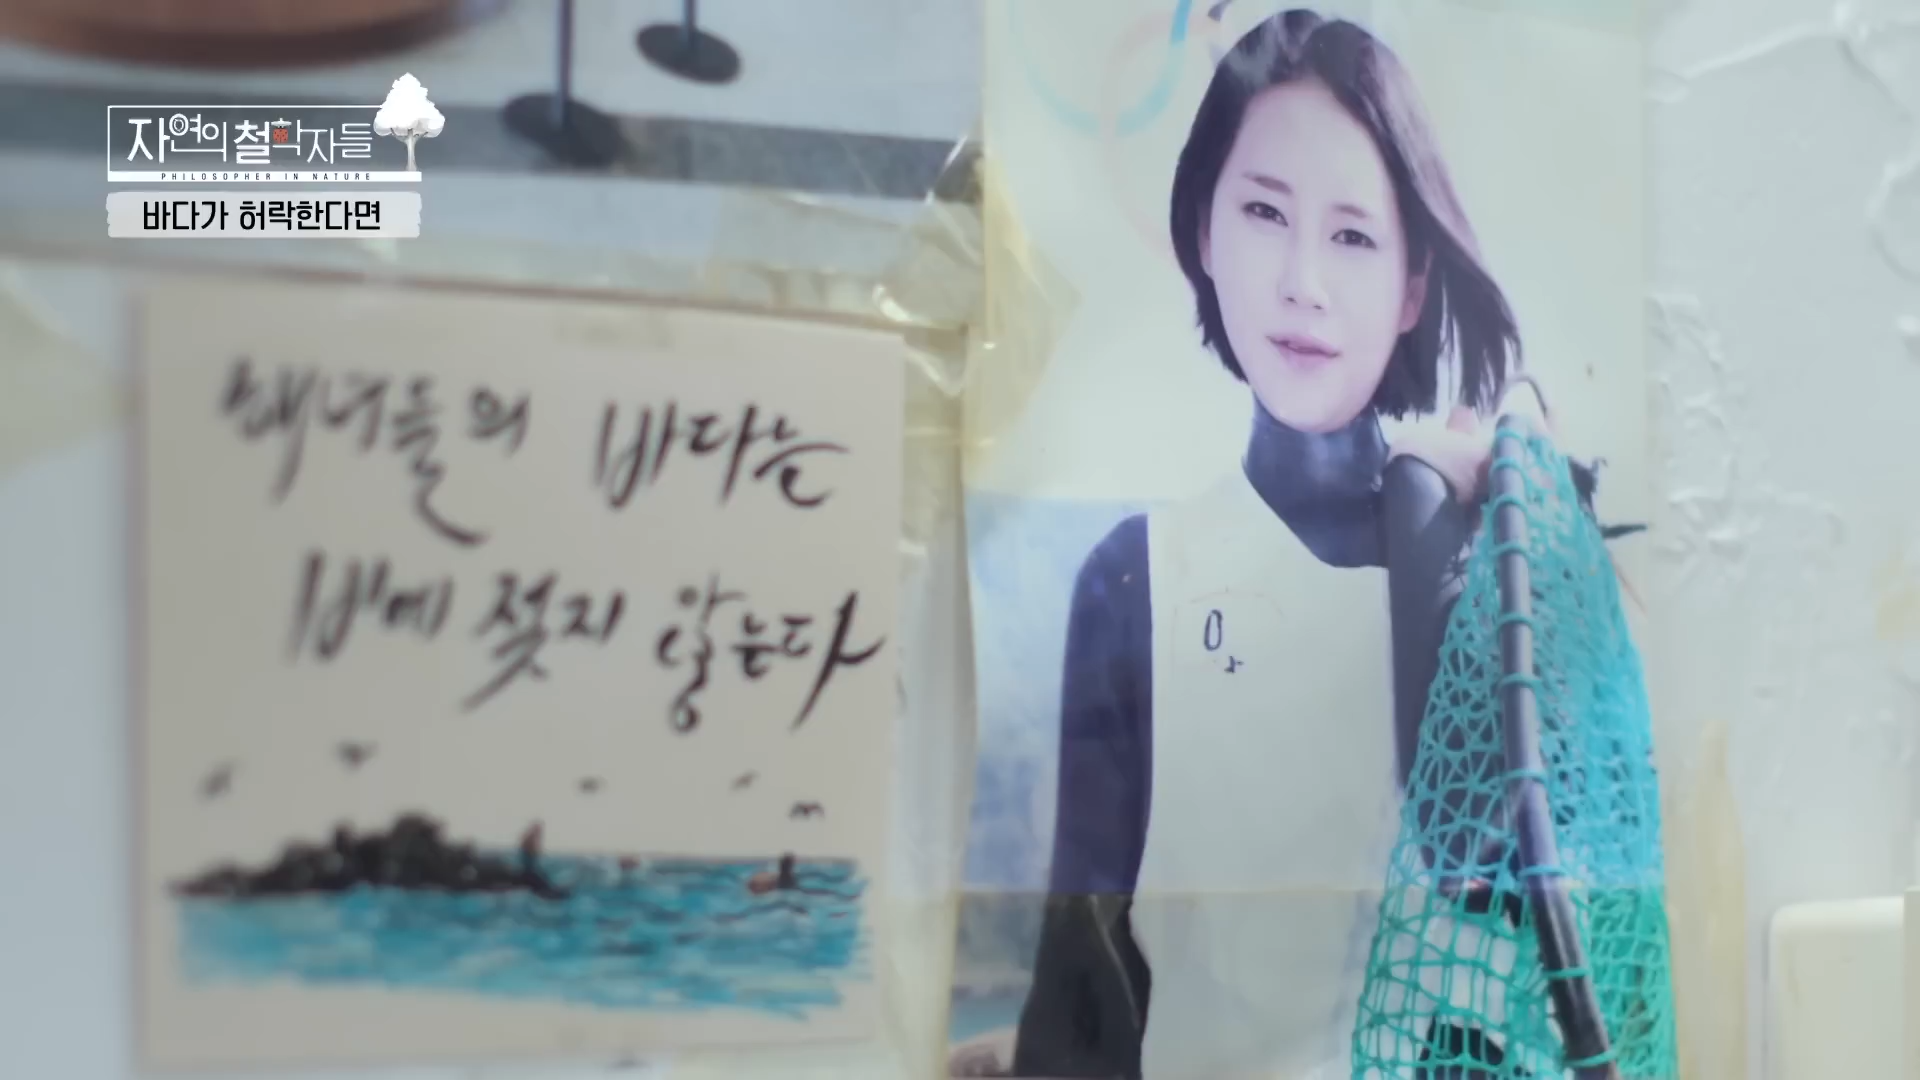 자연의 철학자들
PHILOSOPHER IN NATURE
바다가 허락한다면
해녀들의 바다는
비에 젖지 않는다